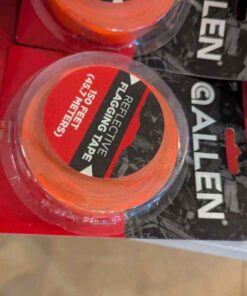 ALLEN
@ALLEN
REFLECTIVE
FLAGGING TAPE
150 FEET
(45.7 METERS)